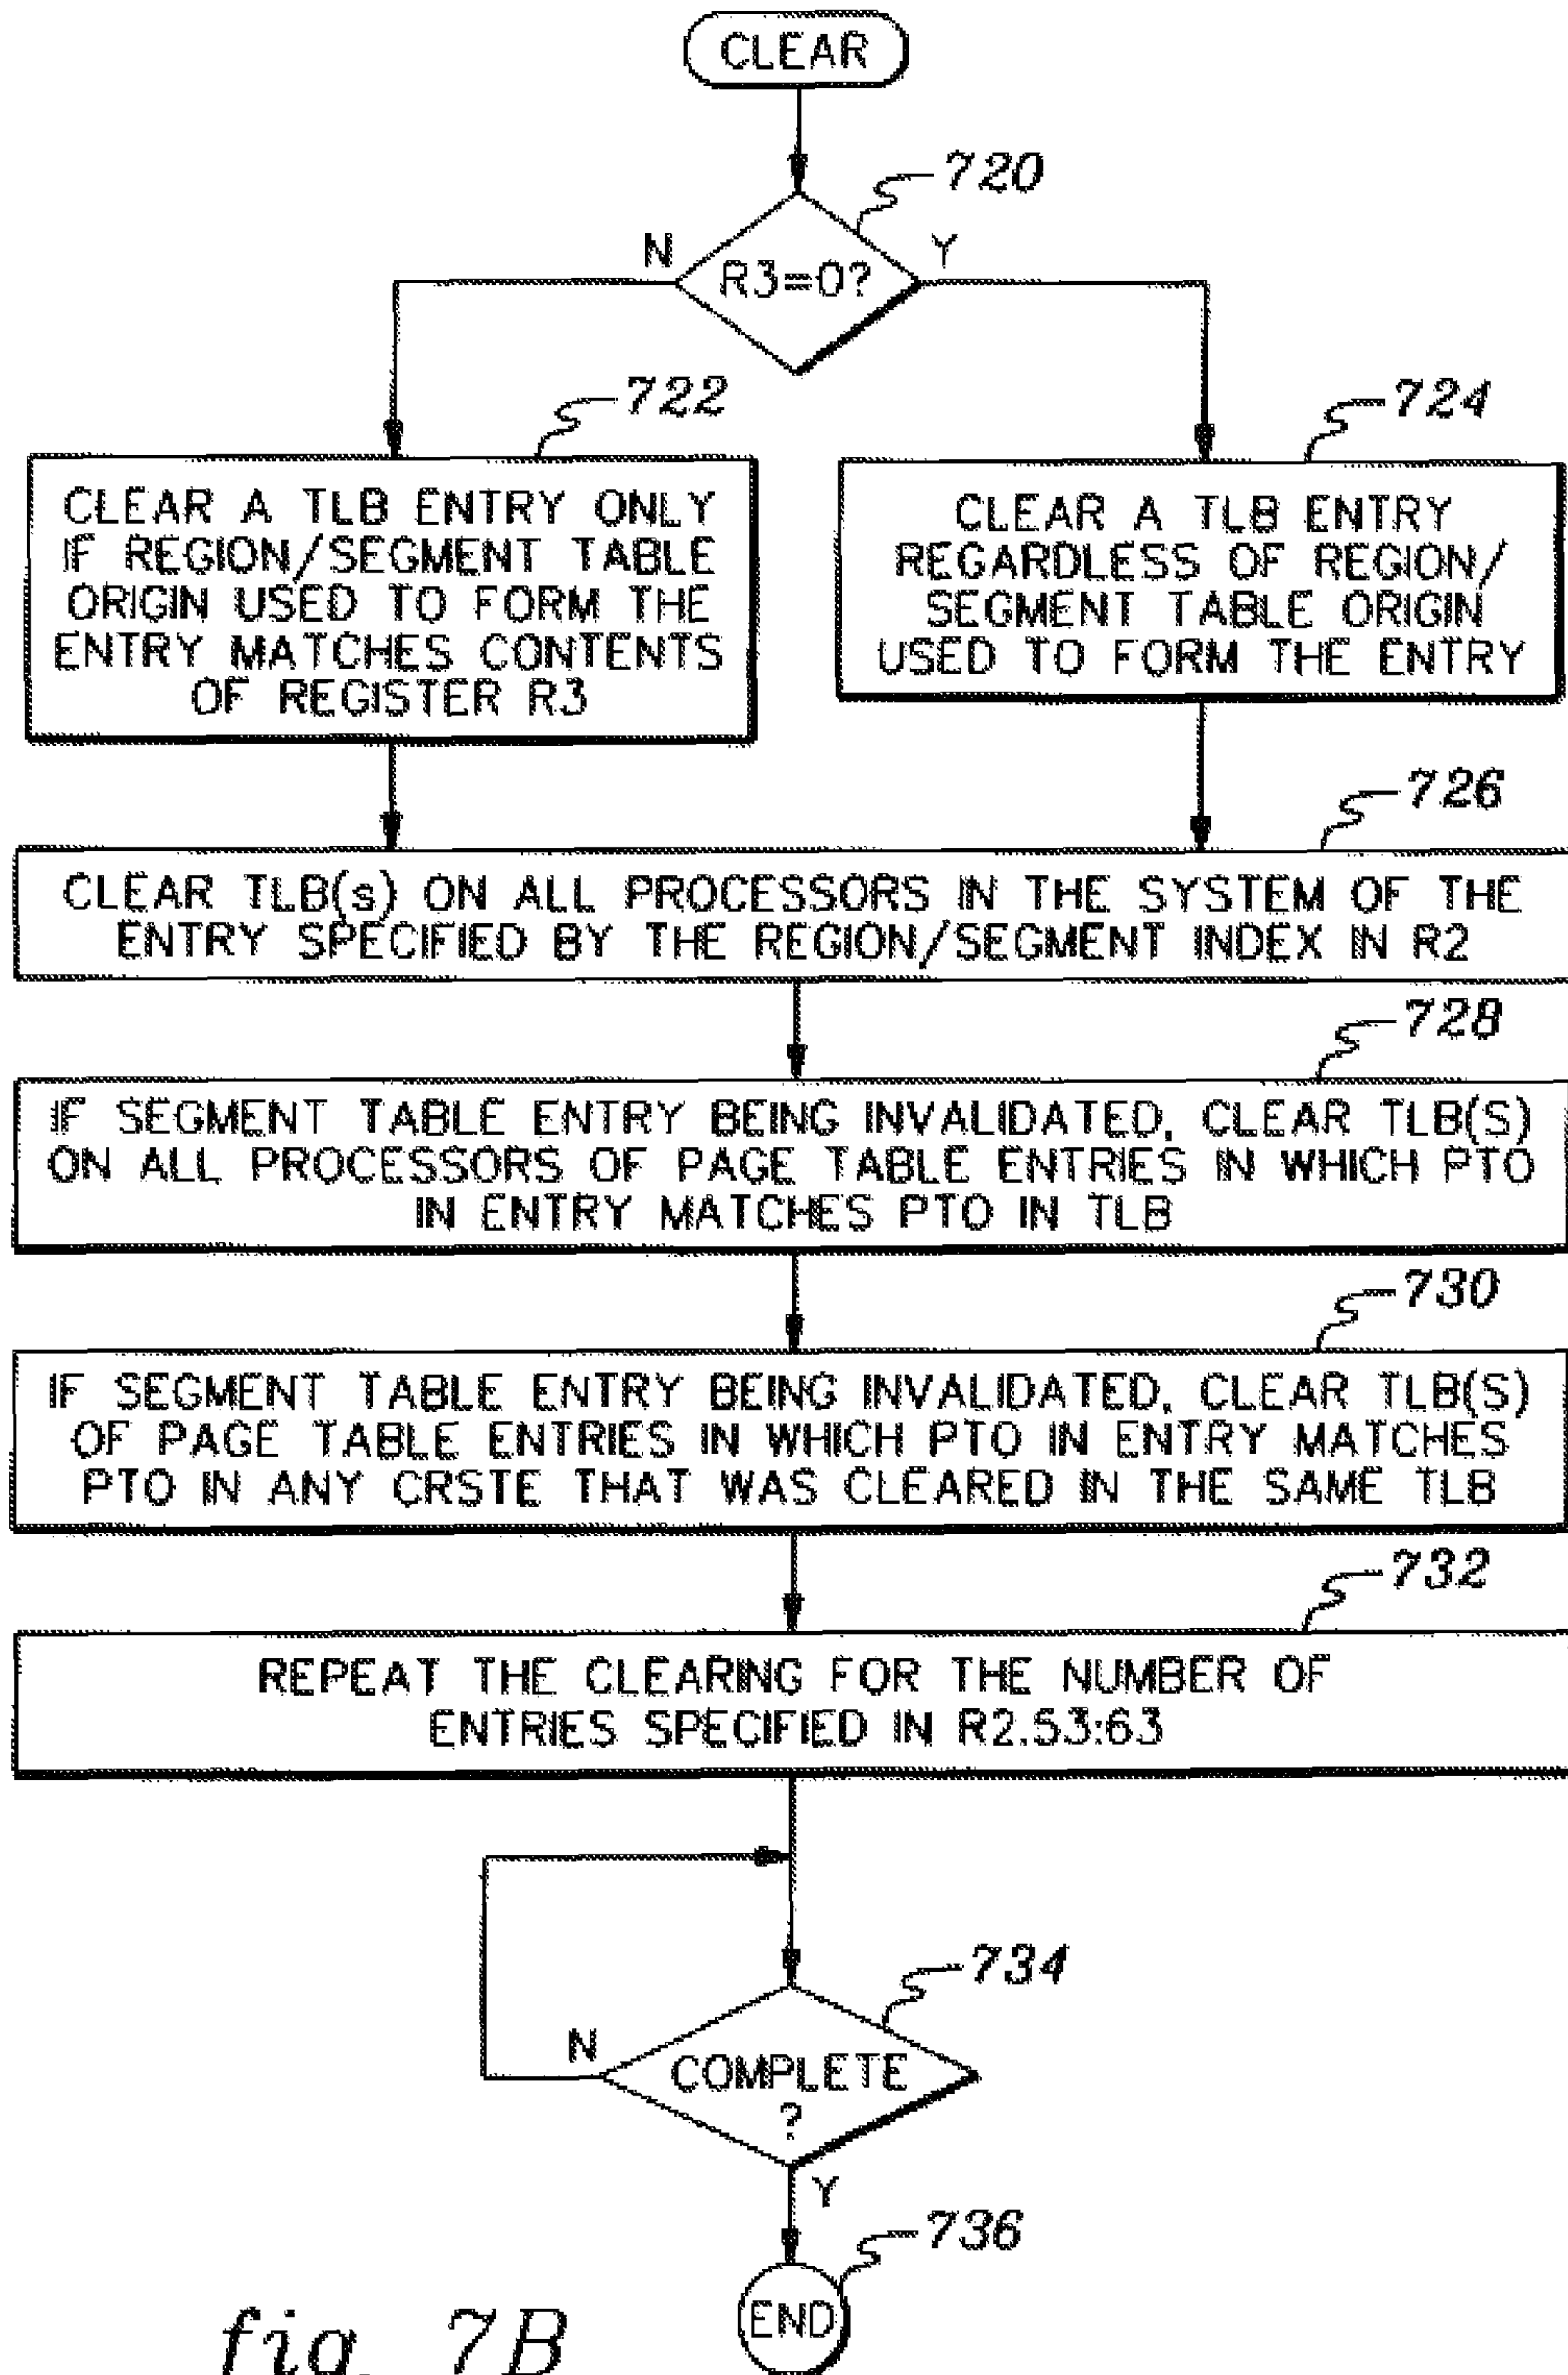 CLEAR
720
N
R3=0?
Y
722
724
CLEAR A TLB ENTRY ONLY
IF REGION/SEGMENT TABLE
ORIGIN USED TO FORM THE
ENTRY MATCHES CONTENTS
OF REGISTER R3
CLEAR A TLB ENTRY
REGARDLESS OF REGION/
SEGMENT TABLE ORIGIN
USED TO FORM THE ENTRY
726
CLEAR TLB(s) ON ALL PROCESSORS IN THE SYSTEM OF THE
ENTRY SPECIFIED BY THE REGION/SEGMENT INDEX IN R2
728
IF SEGMENT TABLE ENTRY BEING INVALIDATED, CLEAR TLB(S)
ON ALL PROCESSORS OF PAGE TABLE ENTRIES IN WHICH PTO
IN ENTRY MATCHES PTO IN TLB
730
IF SEGMENT TABLE ENTRY BEING INVALIDATED, CLEAR TLB(S)
OF PAGE TABLE ENTRIES IN WHICH PTO IN ENTRY MATCHES
PTO IN ANY CRSTE THAT WAS CLEARED IN THE SAME TLB
732
REPEAT THE CLEARING FOR THE NUMBER OF
ENTRIES SPECIFIED IN R2.53:63
734
N
COMPLETE
?
Y
736
END
fig. 7B